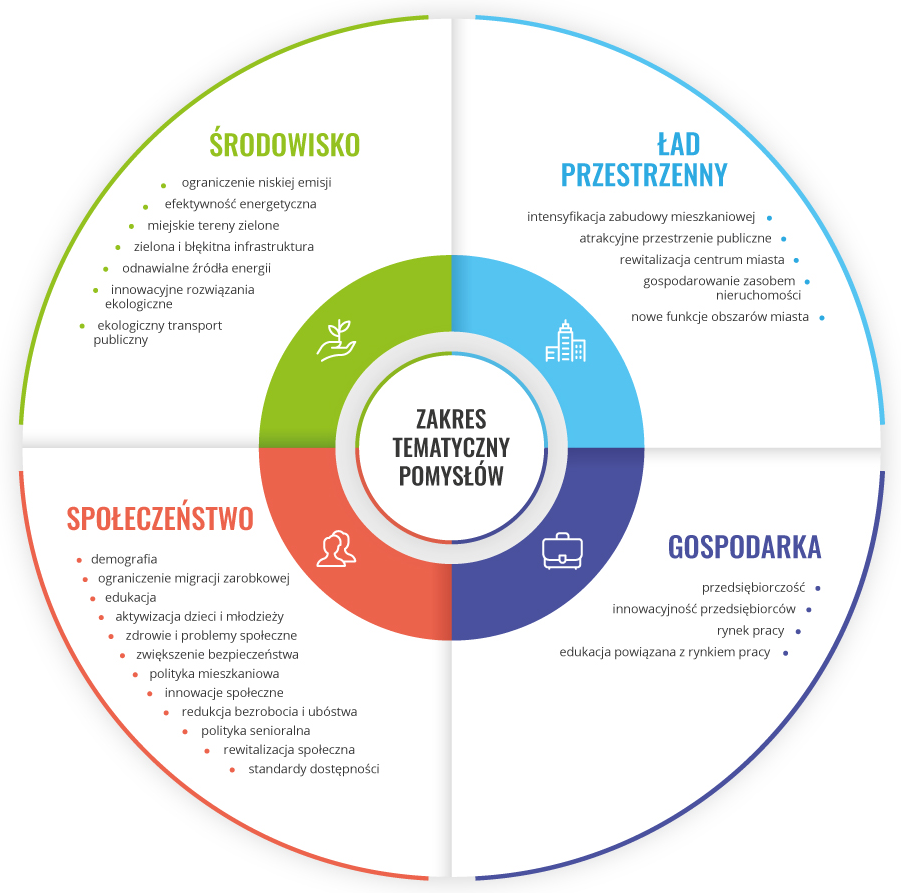 ŚRODOWISKO
ograniczenie niskiej emisji
efektywność energetyczna
miejskie tereny zielone
zielona i błękitna infrastruktura
odnawialne źródła energii
innowacyjne rozwiązania
ekologiczne
ekologiczny transport
publiczny
ŁAD
PRZESTRZENNY
intensyfikacja zabudowy mieszkaniowej
atrakcyjne przestrzenie publiczne
rewitalizacja centrum miasta
gospodarowanie zasobem
nieruchomości
nowe funkcje obszarów miasta
ZAKRES
TEMATYCZNY
POMYSŁÓW
SPOŁECZEŃSTWO
demografia
ograniczenie migracji zarobkowej
edukacja
aktywizacja dzieci i młodzieży
zdrowie i problemy społeczne
zwiększenie bezpieczeństwa
polityka mieszkaniowa
innowacje społeczne
redukcja bezrobocia i ubóstwa
polityka senioralna
rewitalizacja społeczna
standardy dostępności
GOSPODARKA
przedsiębiorczość
innowacyjność przedsiębiorców
rynek pracy
edukacja powiązana z rynkiem pracy